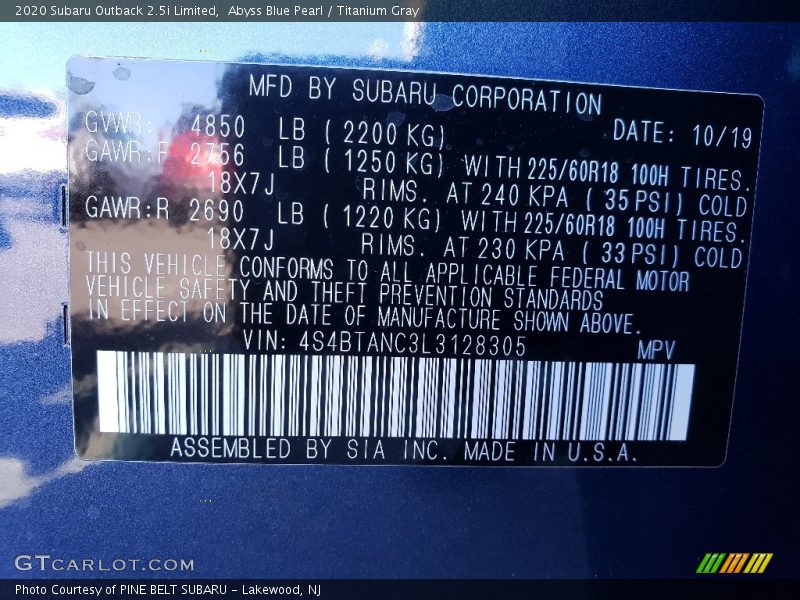 2020 Subaru Outback 2.5i Limited,  Abyss Blue Pearl / Titanium Gray
MFD BY SUBARU CORPORATION
GVWR: 4850 LB ( 2200 KG) DATE: 10/19
GAWR:F 2756 LB ( 1250 KG) WITH 225/60R18 100H TIRES.
18X7J RIMS. AT 240 KPA ( 35 PSI) COLD
GAWR:R 2690 LB ( 1220 KG) WITH 225/60R18 100H TIRES.
18X7J RIMS. AT 230 KPA ( 33 PSI) COLD
THIS VEHICLE CONFORMS TO ALL APPLICABLE FEDERAL MOTOR
VEHICLE SAFETY AND THEFT PREVENTION STANDARDS
IN EFFECT ON THE DATE OF MANUFACTURE SHOWN ABOVE.
VIN: 4S4BTANC3L3128305 MPV
ASSEMBLED BY SIA INC. MADE IN U.S.A.
GTCARLOT.COM
Photo Courtesy of PINE BELT SUBARU - Lakewood, NJ